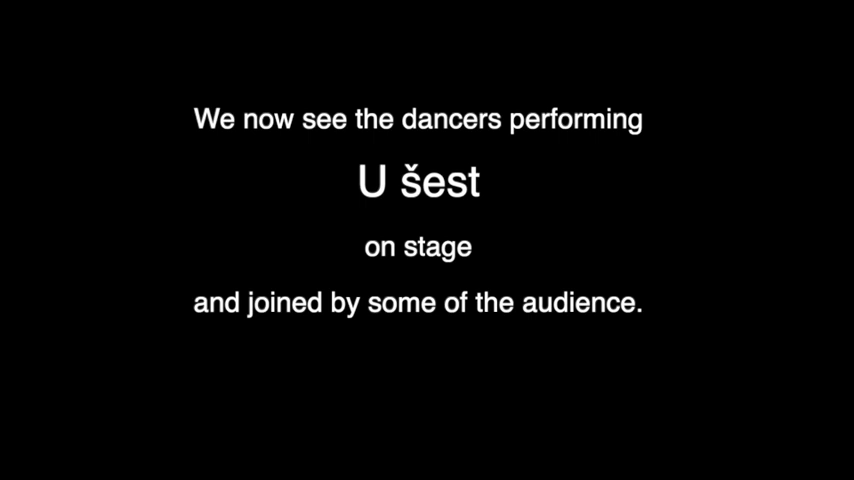 We now see the dancers performing
U šest
on stage
and joined by some of the audience.